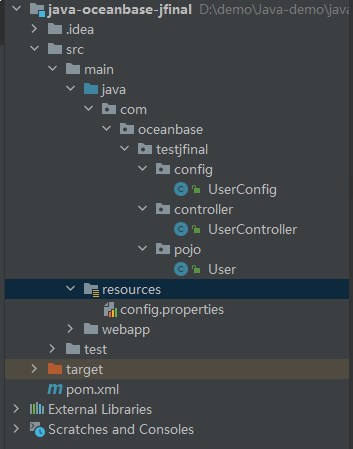 java-oceanbase-jfinal D:\demo\Java-demo\java
.idea
src
main
java
com
oceanbase
testjfinal
config
UserConfig
controller
UserController
pojo
User
resources
config.properties
webapp
test
target
pom.xml
External Libraries
Scratches and Consoles